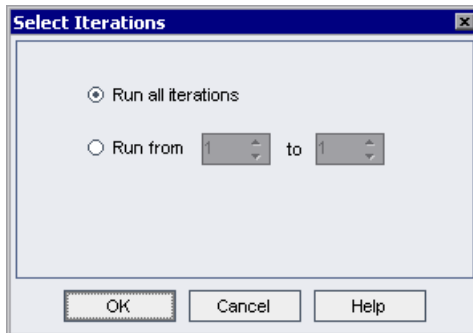 Select Iterations
Run all iterations
Run from 1 to 1
OK Cancel Help